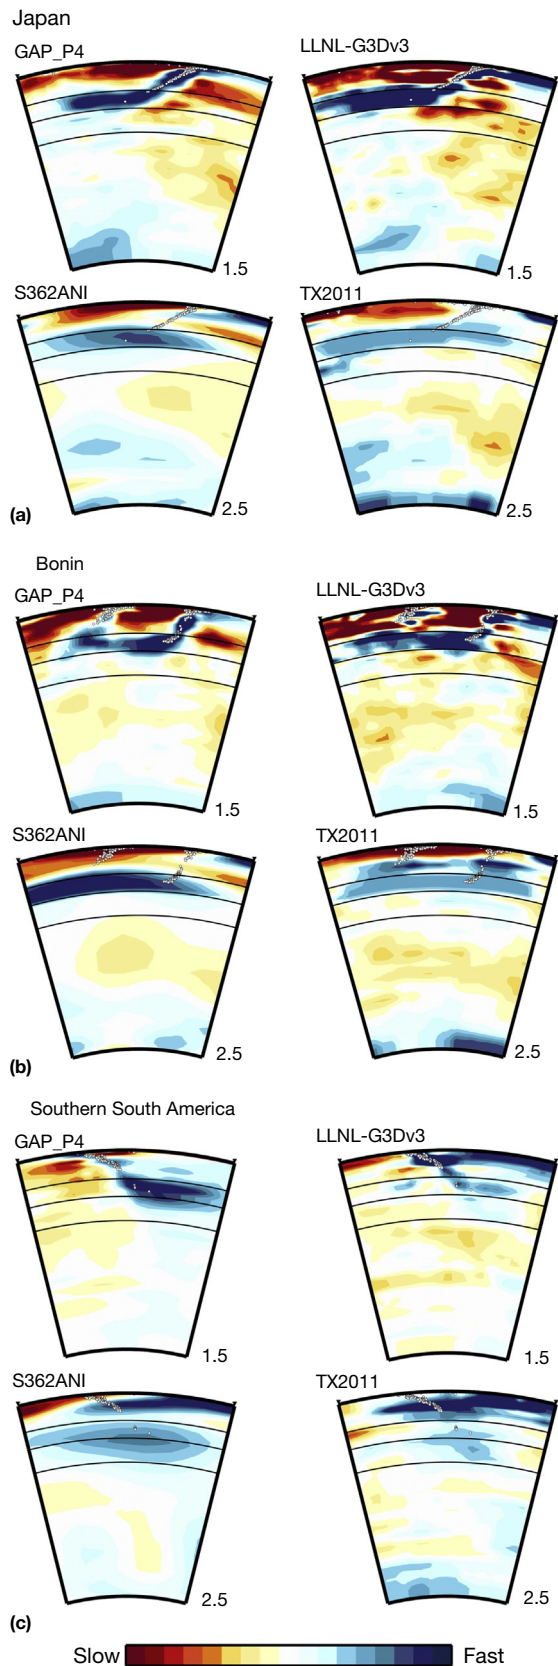 Japan
GAP_P4
LLNL-G3Dv3
1.5
1.5
S362ANI
TX2011
2.5
2.5
(a)
Bonin
GAP_P4
LLNL-G3Dv3
1.5
1.5
S362ANI
TX2011
2.5
2.5
(b)
Southern South America
GAP_P4
LLNL-G3Dv3
1.5
1.5
S362ANI
TX2011
2.5
2.5
(c)
Slow Fast